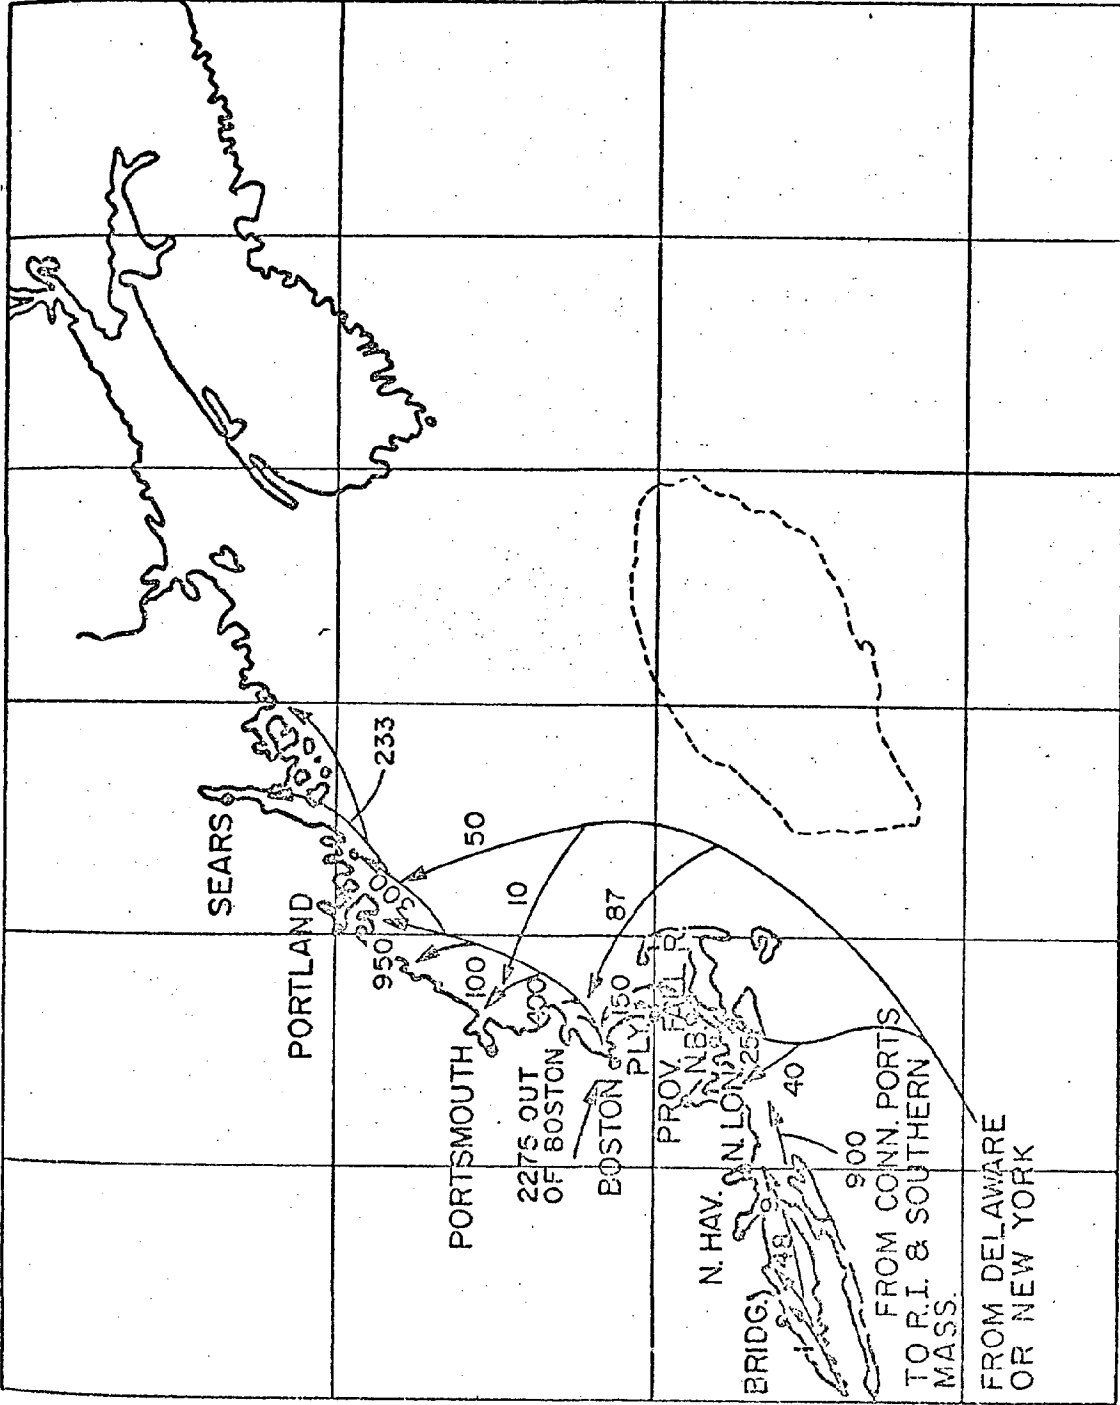 SEARS
PORTLAND
PORTSMOUTH
2275 OUT
OF BOSTON
BOSTON
PLY.
PROV.
N.B.
FALL R.
N. LON.
N. HAV.
BRIDG.
233
50
300
10
950
87
100
400
150
25
40
900
48
FROM CONN. PORTS
TO R.I. & SOUTHERN
MASS.
FROM DELAWARE
OR NEW YORK